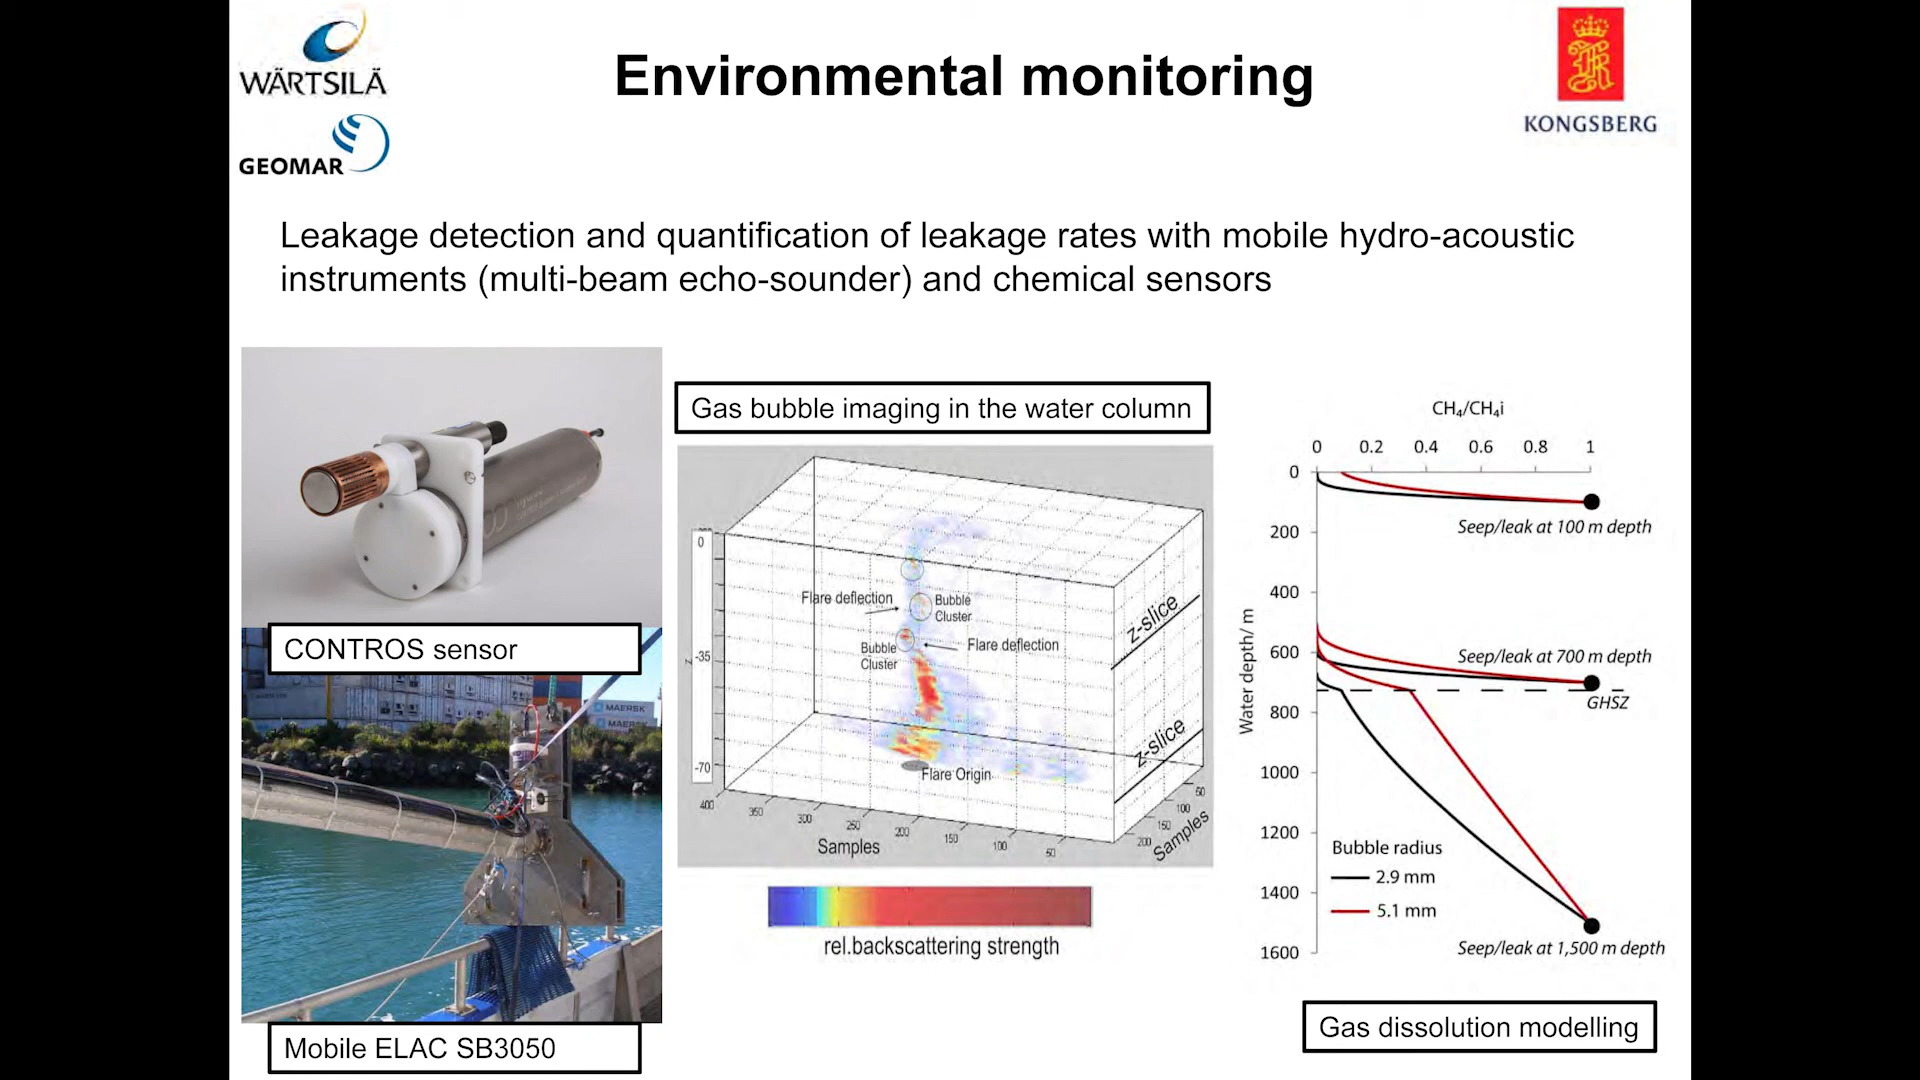 WÄRTSILÄ
GEOMAR
Environmental monitoring
KONGSBERG
Leakage detection and quantification of leakage rates with mobile hydro-acoustic
instruments (multi-beam echo-sounder) and chemical sensors
CONTROS sensor
MAERSK
MAERSK
Mobile ELAC SB3050
Gas bubble imaging in the water column
0
-35
-70
z
Flare deflection
Bubble
Cluster
Bubble
Cluster
Flare deflection
Flare Origin
z-slice
z-slice
400
350
300
250
200
150
100
50
Samples
50
100
150
200
Samples
rel.backscattering strength
CH₄/CH₄i
0 0.2 0.4 0.6 0.8 1
0
200
400
600
800
1000
1200
1400
1600
Water depth/ m
Seep/leak at 100 m depth
Seep/leak at 700 m depth
GHSZ
Bubble radius
2.9 mm
5.1 mm
Seep/leak at 1,500 m depth
Gas dissolution modelling